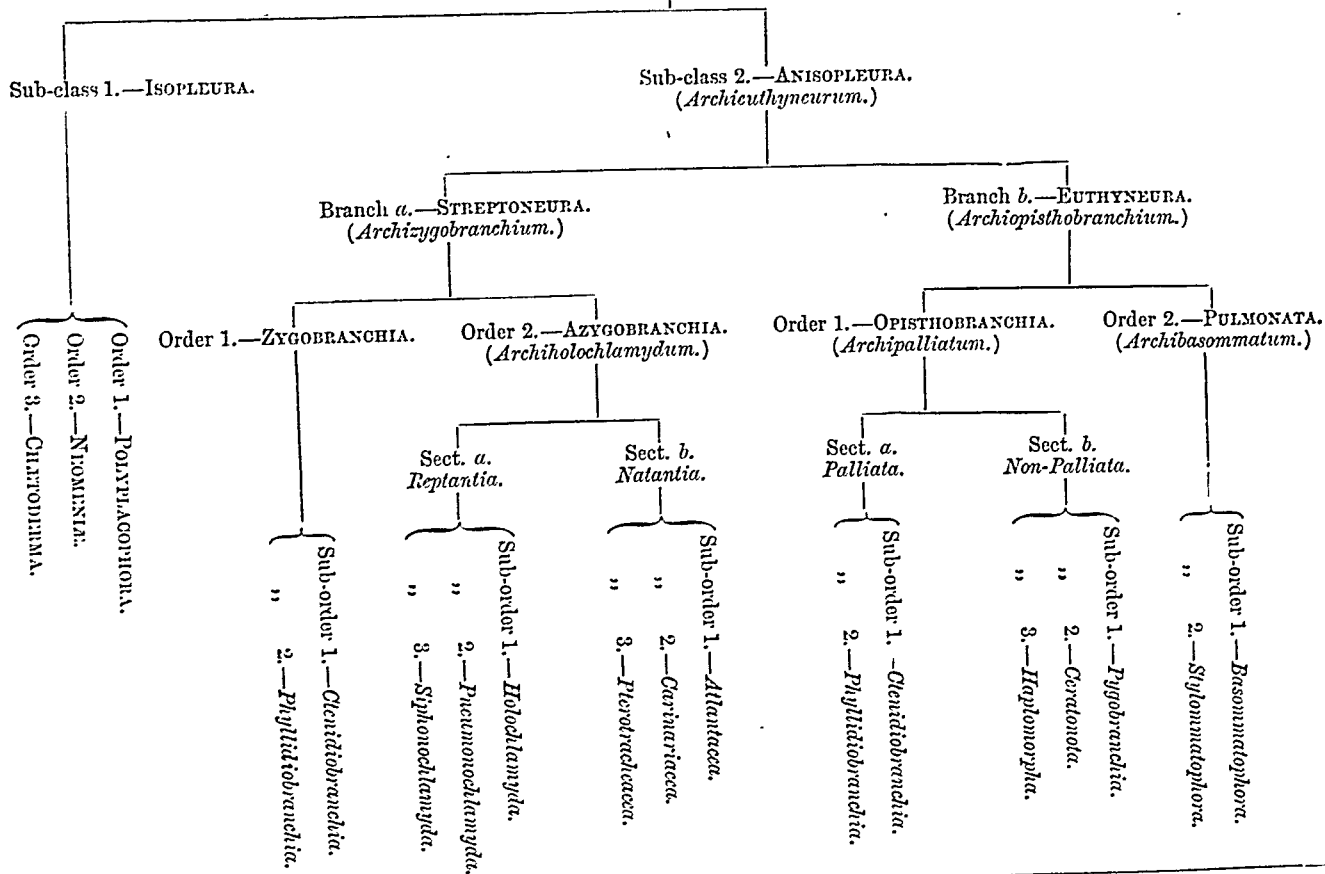 Sub-class 1.—ISOPLEURA.
Sub-class 2.—ANISOPLEURA.
(Archieuthyneurum.)
Branch a.—STREPTONEURA.
(Archizygobranchium.)
Branch b.—EUTHYNEURA.
(Archiopisthobranchium.)
Order 1.—POLYPLACOPHORA.
Order 2.—NEOMENIÆ.
Order 3.—CHÆTODERMA.
Order 1.—ZYGOBRANCHIA.
Order 2.—AZYGOBRANCHIA.
(Archiholochlamydum.)
Order 1.—OPISTHOBRANCHIA.
(Archipalliatum.)
Order 2.—PULMONATA.
(Archibasommatum.)
Sect. a.
Reptantia.
Sect. b.
Natantia.
Sect. a.
Palliata.
Sect. b.
Non-Palliata.
Sub-order 1.—Ctenidiobranchia.
„ 2.—Phyllidiobranchia.
Sub-order 1.—Holochlamyda.
„ 2.—Pneumonochlamyda.
„ 3.—Siphonochlamyda.
Sub-order 1.—Atlantacea.
„ 2.—Carinariacea.
„ 3.—Pterotracheacea.
Sub-order 1.—Ctenidiobranchia.
„ 2.—Phyllidiobranchia.
Sub-order 1.—Pygobranchia.
„ 2.—Ceratonota.
„ 3.—Haplomorpha.
Sub-order 1.—Basommatophora.
„ 2.—Stylommatophora.